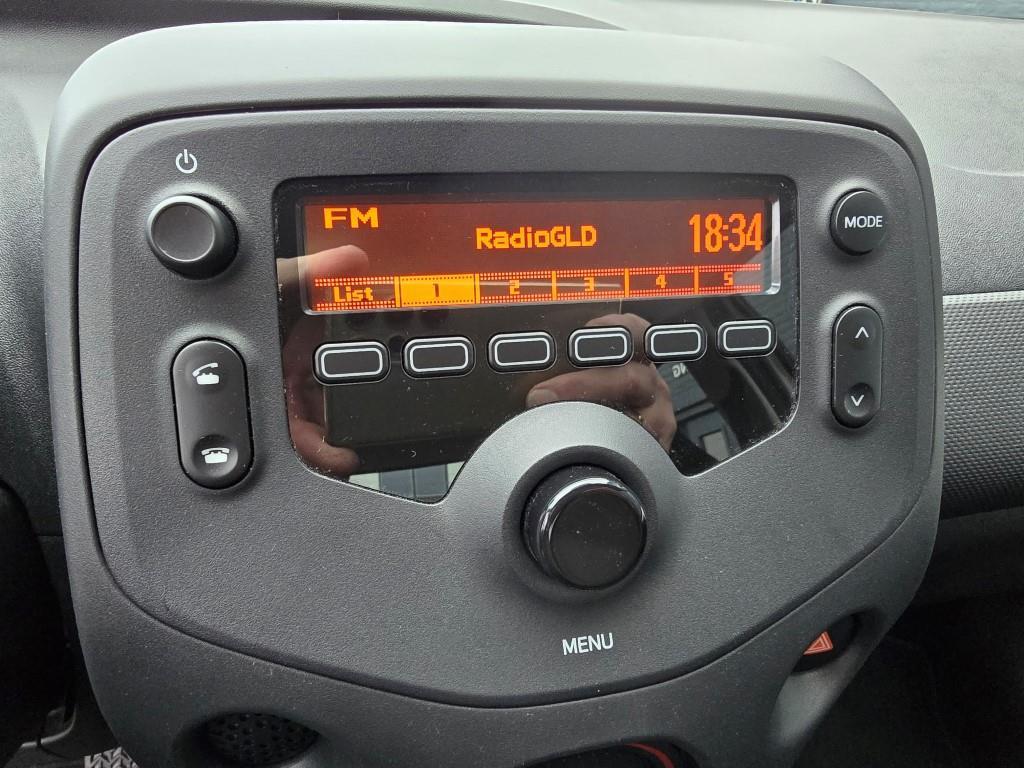 FM
RadioGLD
18:34
List 1 2 3 4 5
MODE
MENU